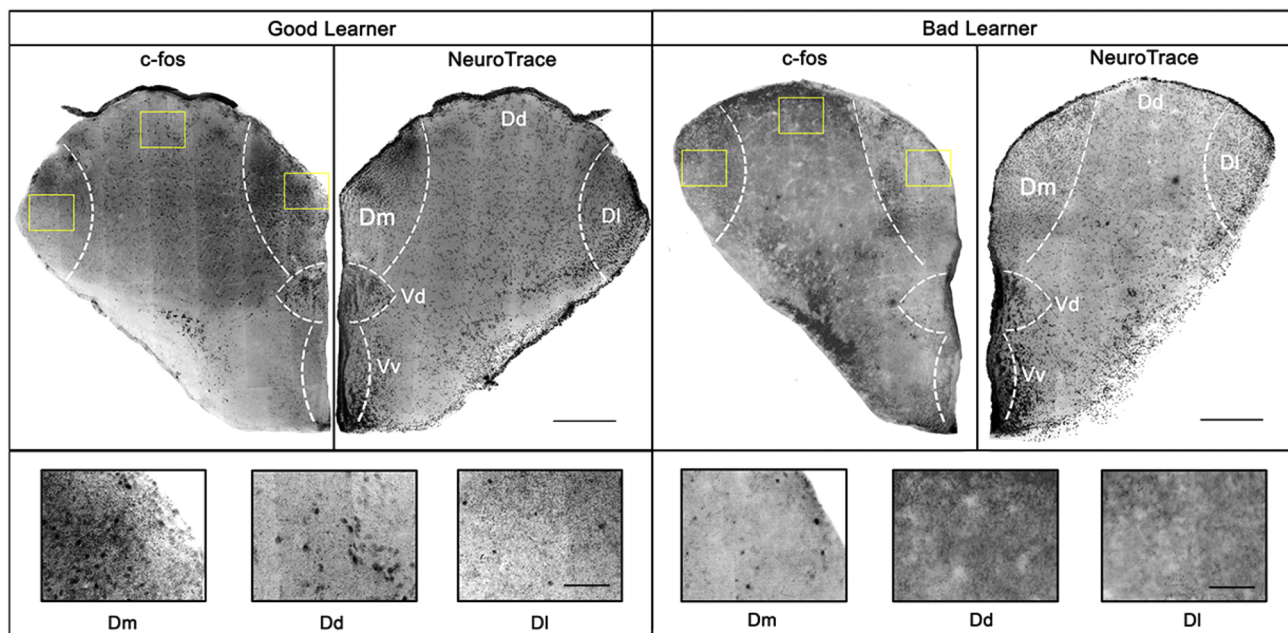 Good Learner
Bad Learner
c-fos
NeuroTrace
c-fos
NeuroTrace
Dd
Dm
Dl
Vd
Vv
Dd
Dm
Dl
Vd
Vv
Dm
Dd
Dl
Dm
Dd
Dl